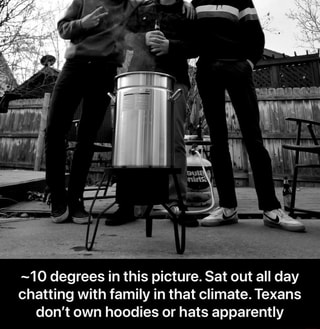 ~10 degrees in this picture. Sat out all day
chatting with family in that climate. Texans
don't own hoodies or hats apparently